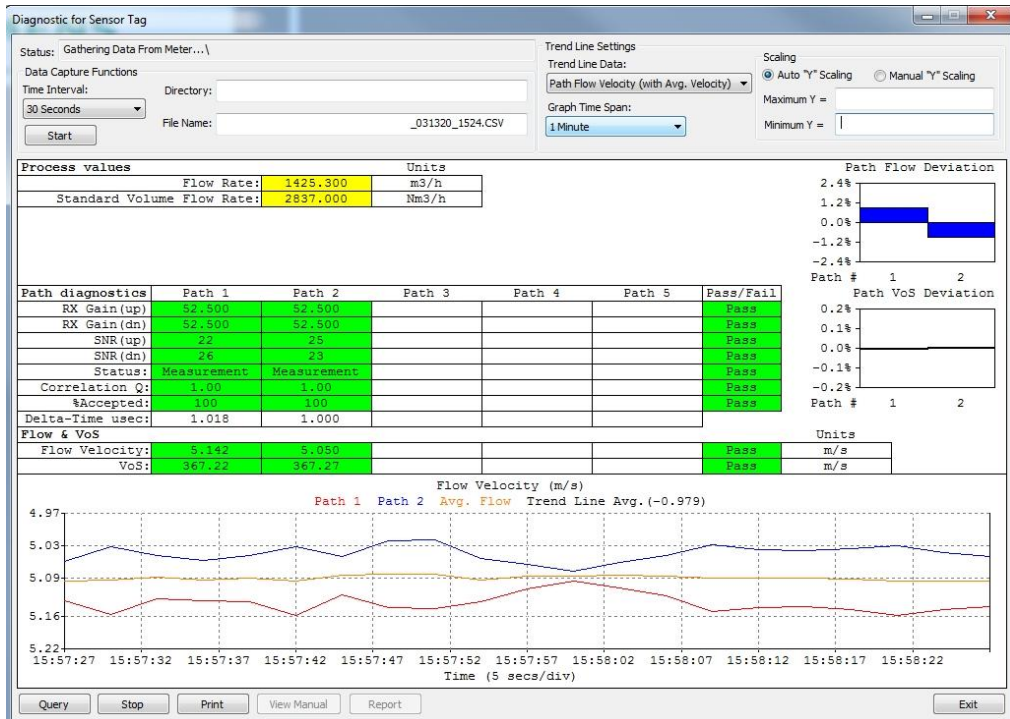 Diagnostic for Sensor Tag
Status: Gathering Data From Meter...\
Data Capture Functions
Time Interval:
30 Seconds
Start
Directory:
File Name: _031320_1524.CSV
Trend Line Settings
Trend Line Data:
Path Flow Velocity (with Avg. Velocity)
Graph Time Span:
1 Minute
Scaling
Auto "Y" Scaling Manual "Y" Scaling
Maximum Y =
Minimum Y =
Process values Units
Flow Rate: 1425.300 m3/h
Standard Volume Flow Rate: 2837.000 Nm3/h
Path Flow Deviation
2.4%
1.2%
0.0%
-1.2%
-2.4%
Path # 1 2
Path diagnostics Path 1 Path 2 Path 3 Path 4 Path 5 Pass/Fail
RX Gain(up) 52.500 52.500 Pass
RX Gain(dn) 52.500 52.500 Pass
SNR(up) 22 25 Pass
SNR(dn) 26 23 Pass
Status: Measurement Measurement Pass
Correlation Q: 1.00 1.00 Pass
%Accepted: 100 100 Pass
Delta-Time usec: 1.018 1.000
Path VoS Deviation
0.2%
0.1%
0.0%
-0.1%
-0.2%
Path # 1 2
Flow & VoS Units
Flow Velocity: 5.142 5.050 Pass m/s
VoS: 367.22 367.27 Pass m/s
Flow Velocity (m/s)
Path 1 Path 2 Avg. Flow Trend Line Avg.(-0.979)
4.97
5.03
5.09
5.16
5.22
15:57:27 15:57:32 15:57:37 15:57:42 15:57:47 15:57:52 15:57:57 15:58:02 15:58:07 15:58:12 15:58:17 15:58:22
Time (5 secs/div)
Query Stop Print View Manual Report Exit